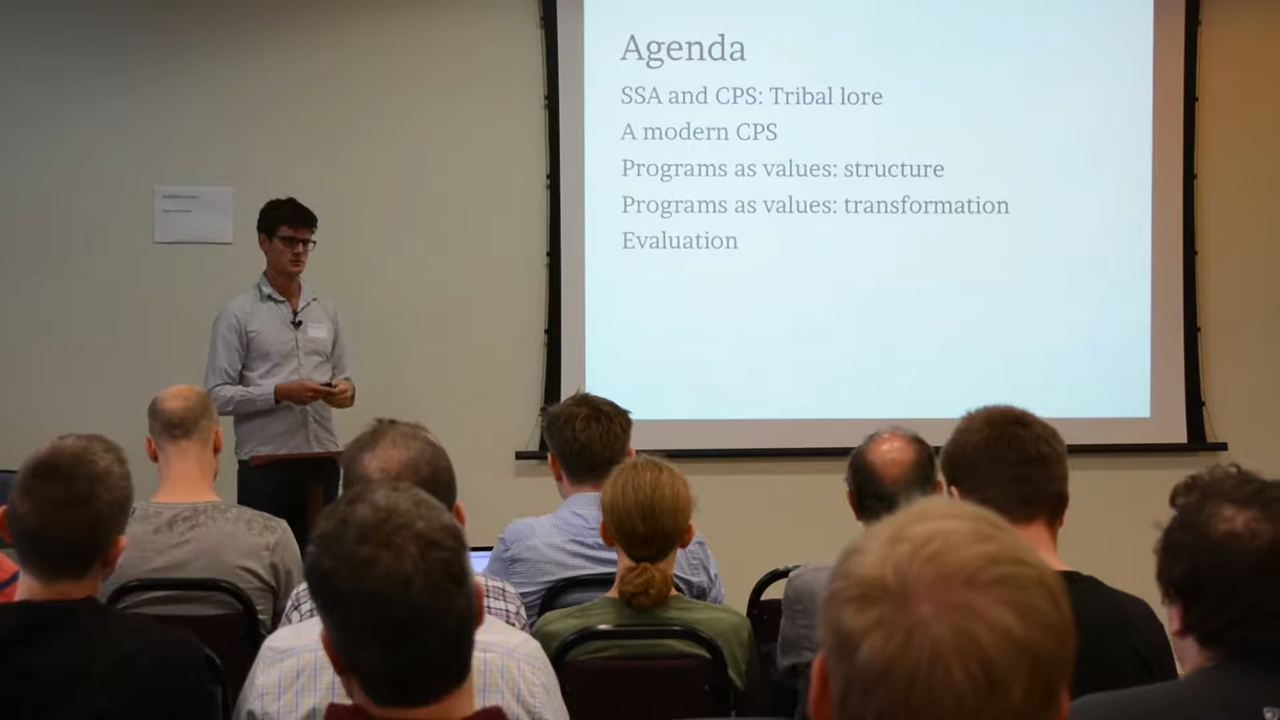 Agenda
SSA and CPS: Tribal lore
A modern CPS
Programs as values: structure
Programs as values: transformation
Evaluation